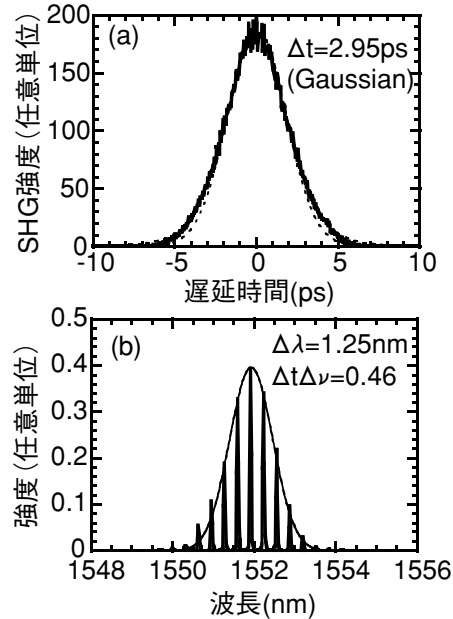 (a)
Δt=2.95ps
(Gaussian)
SHG強度(任意単位)
200
150
100
50
0
-10
-5
0
5
10
遅延時間(ps)
(b)
Δλ=1.25nm
ΔtΔν=0.46
強度(任意単位)
0.5
0.4
0.3
0.2
0.1
0
1548
1550
1552
1554
1556
波長(nm)